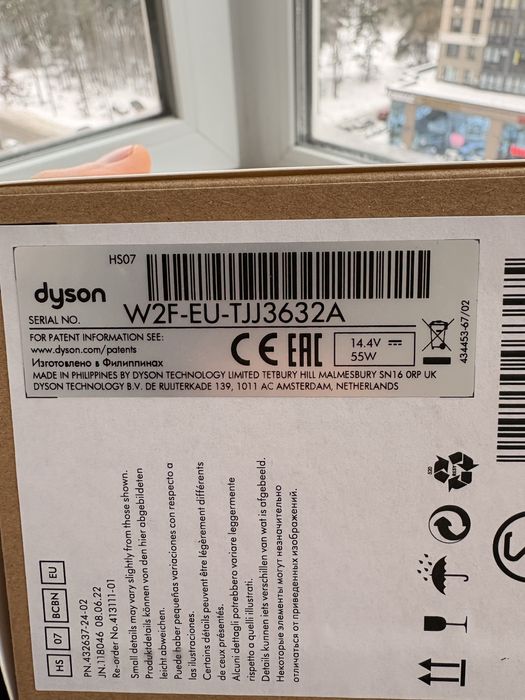 HS07
dyson
W2F-EU-TJJ3632A
SERIAL NO.
FOR PATENT INFORMATION SEE:
www.dyson.com/patents
Изготовлено в Филиппинах
CE EAC
14.4V
55W
MADE IN PHILIPPINES BY DYSON TECHNOLOGY LIMITED TETBURY HILL MALMESBURY SN16 0RP UK
DYSON TECHNOLOGY B.V. DE RUIJTERKADE 139, 1011 AC AMSTERDAM, NETHERLANDS
434453-67/02
HS 07 BCBN EU
PN.432637-24-02
JN.118046 08.06.22
Re-order No.413111-01
Small details may vary slightly from those shown.
Produktdetails können von den hier abgebildeten
leicht abweichen.
Puede haber pequeñas variaciones con respecto a
las ilustraciones.
Certains détails peuvent être légèrement différents
de ceux présentés.
Alcuni dettagli potrebbero variare leggermente
rispetto a quelli illustrati.
Details kunnen iets verschillen van wat is afgebeeld.
Некоторые элементы могут незначительно
отличаться от приведенных изображений.